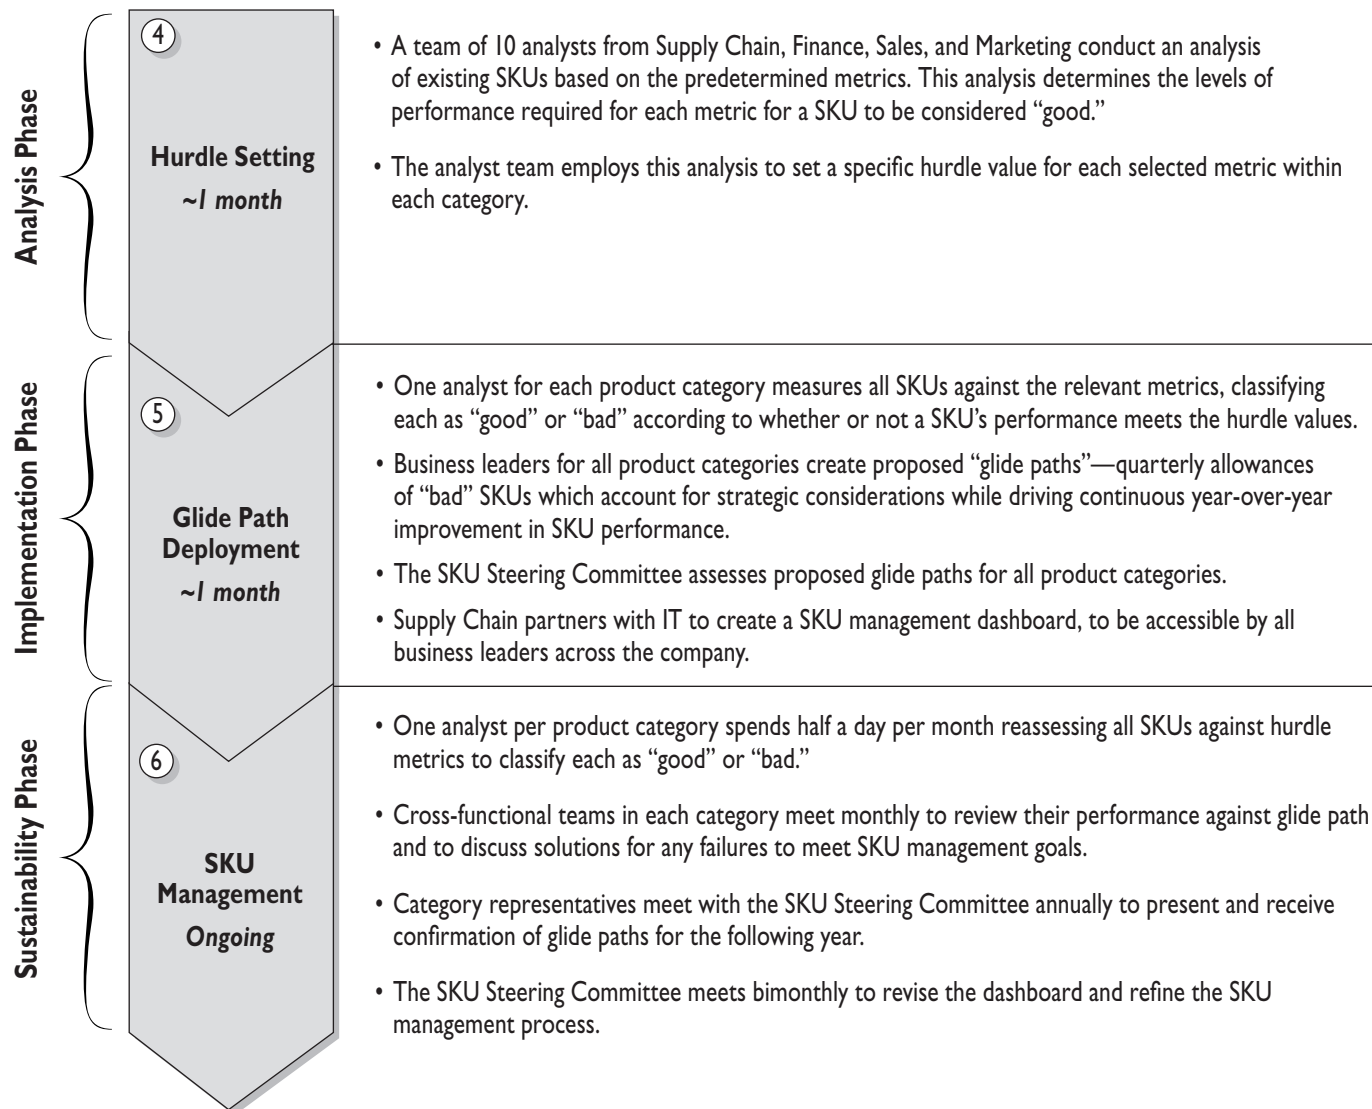 Analysis Phase
4
Hurdle Setting
~1 month
• A team of 10 analysts from Supply Chain, Finance, Sales, and Marketing conduct an analysis
of existing SKUs based on the predetermined metrics. This analysis determines the levels of
performance required for each metric for a SKU to be considered “good.”
• The analyst team employs this analysis to set a specific hurdle value for each selected metric within
each category.
Implementation Phase
5
Glide Path
Deployment
~1 month
• One analyst for each product category measures all SKUs against the relevant metrics, classifying
each as “good” or “bad” according to whether or not a SKU’s performance meets the hurdle values.
• Business leaders for all product categories create proposed “glide paths”—quarterly allowances
of “bad” SKUs which account for strategic considerations while driving continuous year-over-year
improvement in SKU performance.
• The SKU Steering Committee assesses proposed glide paths for all product categories.
• Supply Chain partners with IT to create a SKU management dashboard, to be accessible by all
business leaders across the company.
Sustainability Phase
6
SKU
Management
Ongoing
• One analyst per product category spends half a day per month reassessing all SKUs against hurdle
metrics to classify each as “good” or “bad.”
• Cross-functional teams in each category meet monthly to review their performance against glide path
and to discuss solutions for any failures to meet SKU management goals.
• Category representatives meet with the SKU Steering Committee annually to present and receive
confirmation of glide paths for the following year.
• The SKU Steering Committee meets bimonthly to revise the dashboard and refine the SKU
management process.